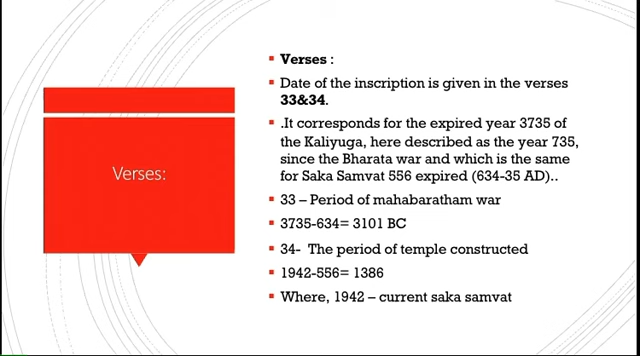 Verses:
Verses :
Date of the inscription is given in the verses
33&34.
.It corresponds for the expired year 3735 of
the Kaliyuga, here described as the year 735,
since the Bharata war and which is the same
for Saka Samvat 556 expired (634-35 AD)..
33 – Period of mahabaratham war
3735-634= 3101 BC
34- The period of temple constructed
1942-556= 1386
Where, 1942 – current saka samvat